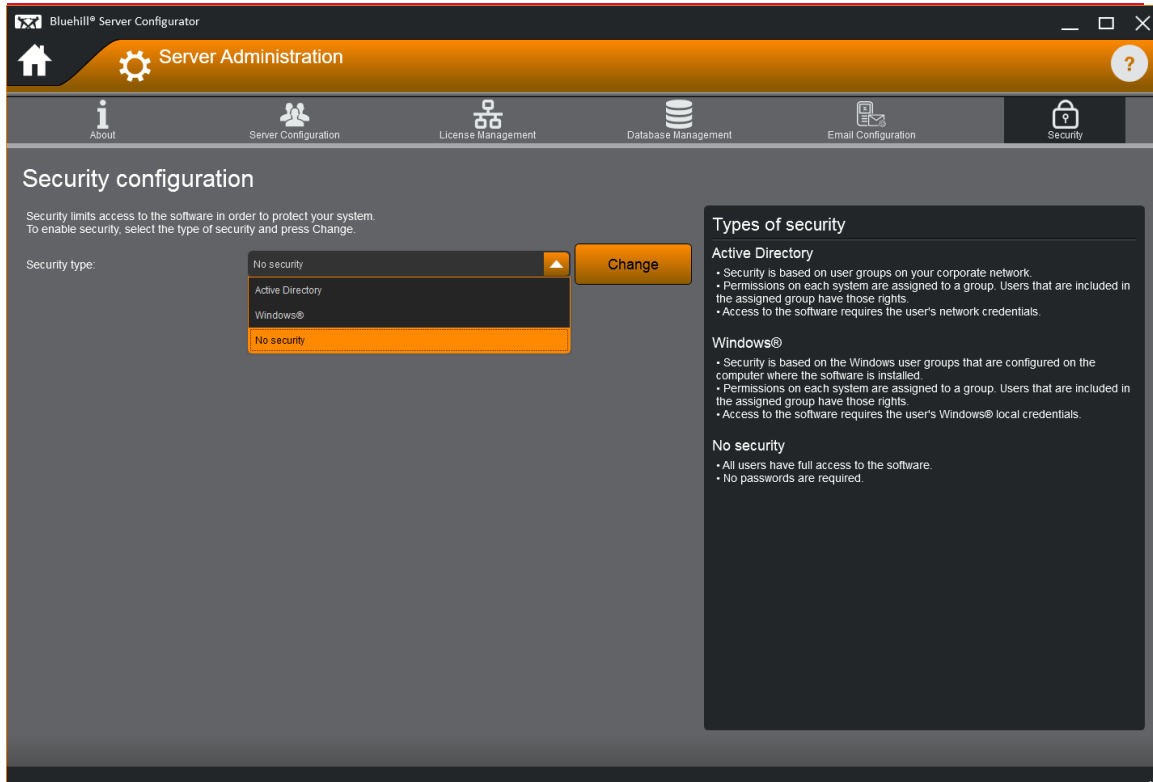 Bluehill® Server Configurator
Server Administration
?
About
Server Configuration
License Management
Database Management
Email Configuration
Security
Security configuration
Security limits access to the software in order to protect your system.
To enable security, select the type of security and press Change.
Security type:
No security
Change
Active Directory
Windows®
No security
Types of security
Active Directory
• Security is based on user groups on your corporate network.
• Permissions on each system are assigned to a group. Users that are included in
the assigned group have those rights.
• Access to the software requires the user's network credentials.
Windows®
• Security is based on the Windows user groups that are configured on the
computer where the software is installed.
• Permissions on each system are assigned to a group. Users that are included in
the assigned group have those rights.
• Access to the software requires the user's Windows® local credentials.
No security
• All users have full access to the software.
• No passwords are required.